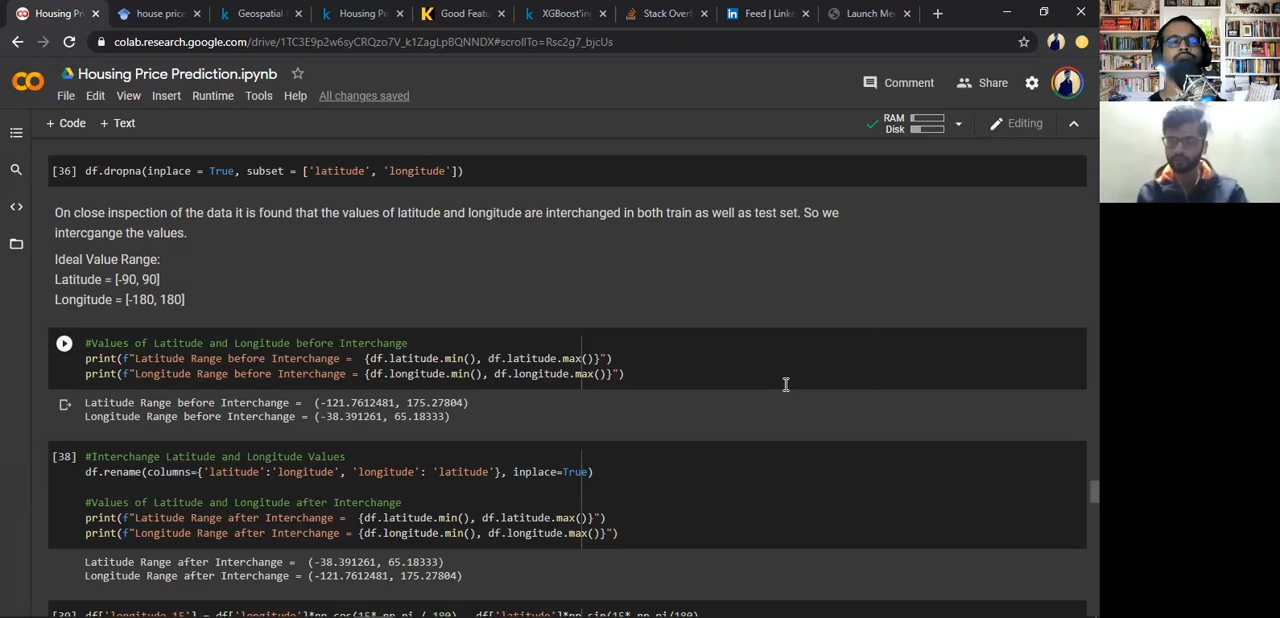 Housing Pr
house price
Geospatial
Housing Pr
Good Featu
XGBoost'in
Stack Over
Feed | Link
Launch Me
colab.research.google.com/drive/1TC3E9p2w6syCRQzz7V_k1ZagLpBQNNDX#scrollTo=Rsc2g7_bjcUs
Housing Price Prediction.ipynb
Comment
Share
File Edit View Insert Runtime Tools Help All changes saved
+ Code + Text
RAM
Disk
Editing
[36] df.dropna(inplace = True, subset = ['latitude', 'longitude'])
On close inspection of the data it is found that the values of latitude and longitude are interchanged in both train as well as test set. So we
intercgange the values.
Ideal Value Range:
Latitude = [-90, 90]
Longitude = [-180, 180]
#Values of Latitude and Longitude before Interchange
print(f"Latitude Range before Interchange =  {df.latitude.min(), df.latitude.max()}")
print(f"Longitude Range before Interchange = {df.longitude.min(), df.longitude.max()}")
Latitude Range before Interchange =  (-121.7612481, 175.27804)
Longitude Range before Interchange = (-38.391261, 65.18333)
[38] #Interchange Latitude and Longitude Values
df.rename(columns={'latitude':'longitude', 'longitude': 'latitude'}, inplace=True)
#Values of Latitude and Longitude after Interchange
print(f"Latitude Range after Interchange =  {df.latitude.min(), df.latitude.max()}")
print(f"Longitude Range after Interchange = {df.longitude.min(), df.longitude.max()}")
Latitude Range after Interchange =  (-38.391261, 65.18333)
Longitude Range after Interchange = (-121.7612481, 175.27804)